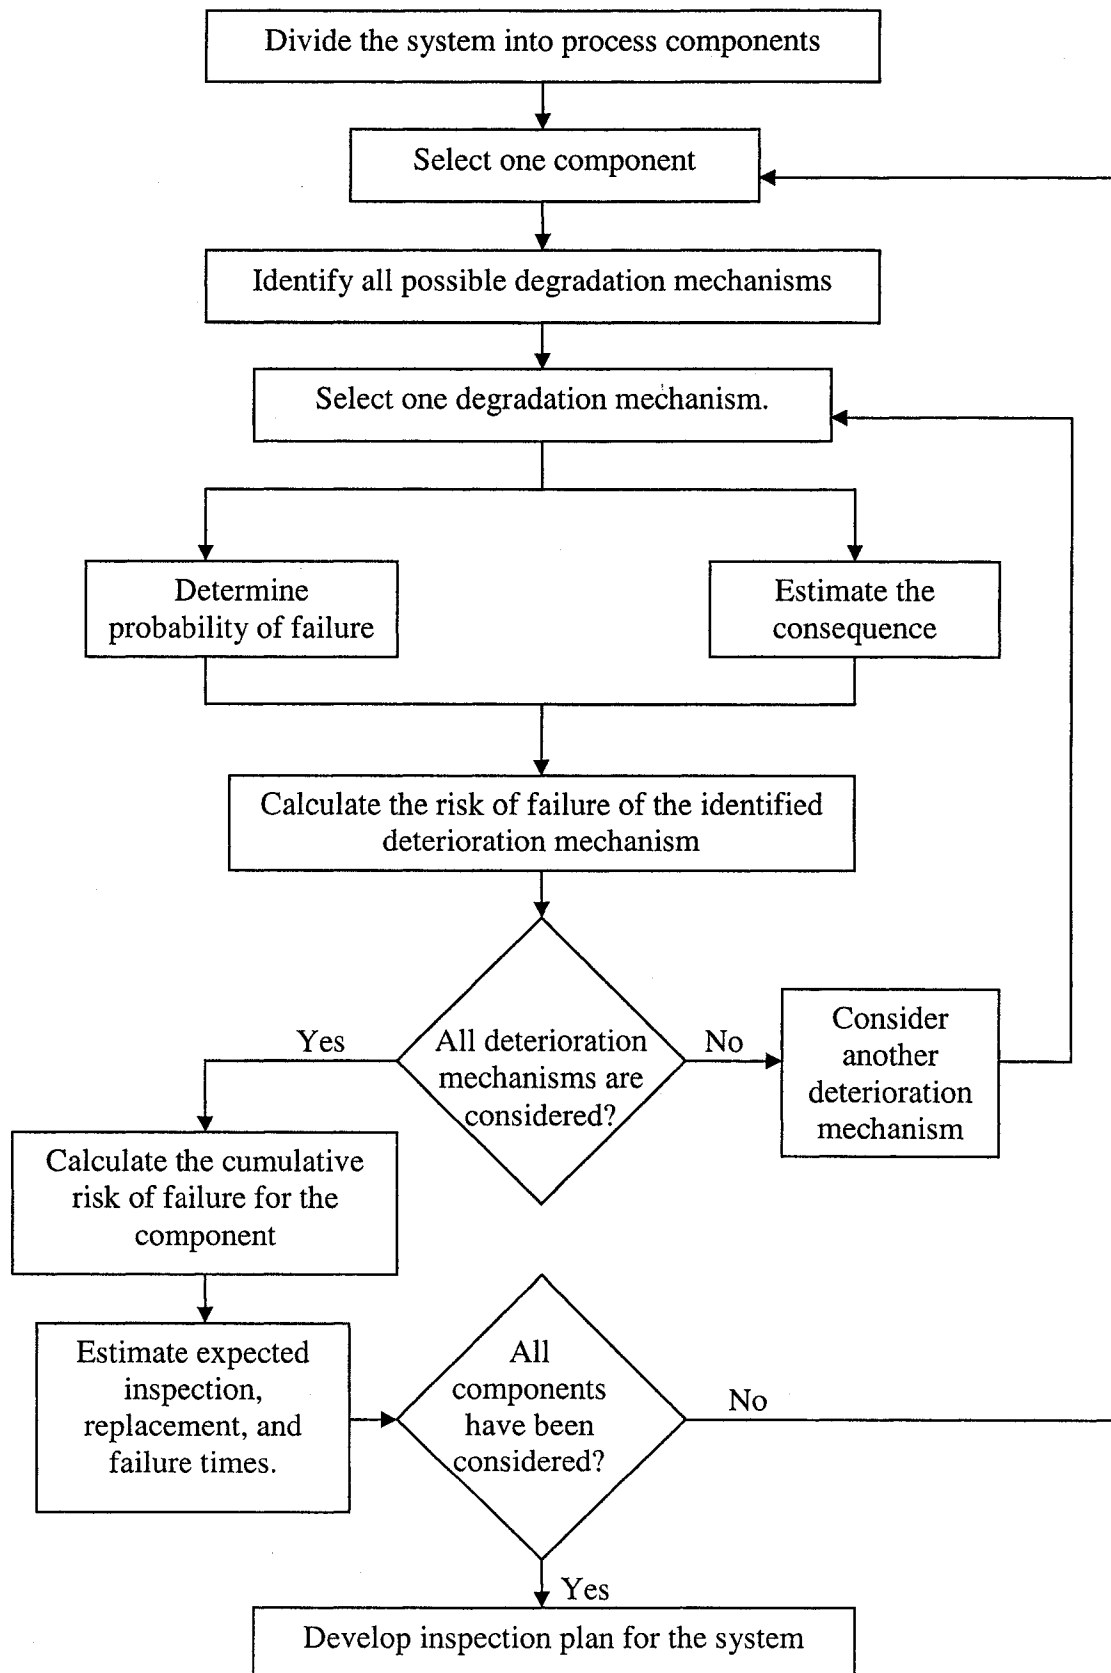 Divide the system into process components
Select one component
Identify all possible degradation mechanisms
Select one degradation mechanism.
Determine
probability of failure
Estimate the
consequence
Calculate the risk of failure of the identified
deterioration mechanism
Yes
All deterioration
mechanisms are
considered?
No
Consider
another
deterioration
mechanism
Calculate the cumulative
risk of failure for the
component
Estimate expected
inspection,
replacement, and
failure times.
All
components
have been
considered?
No
Yes
Develop inspection plan for the system